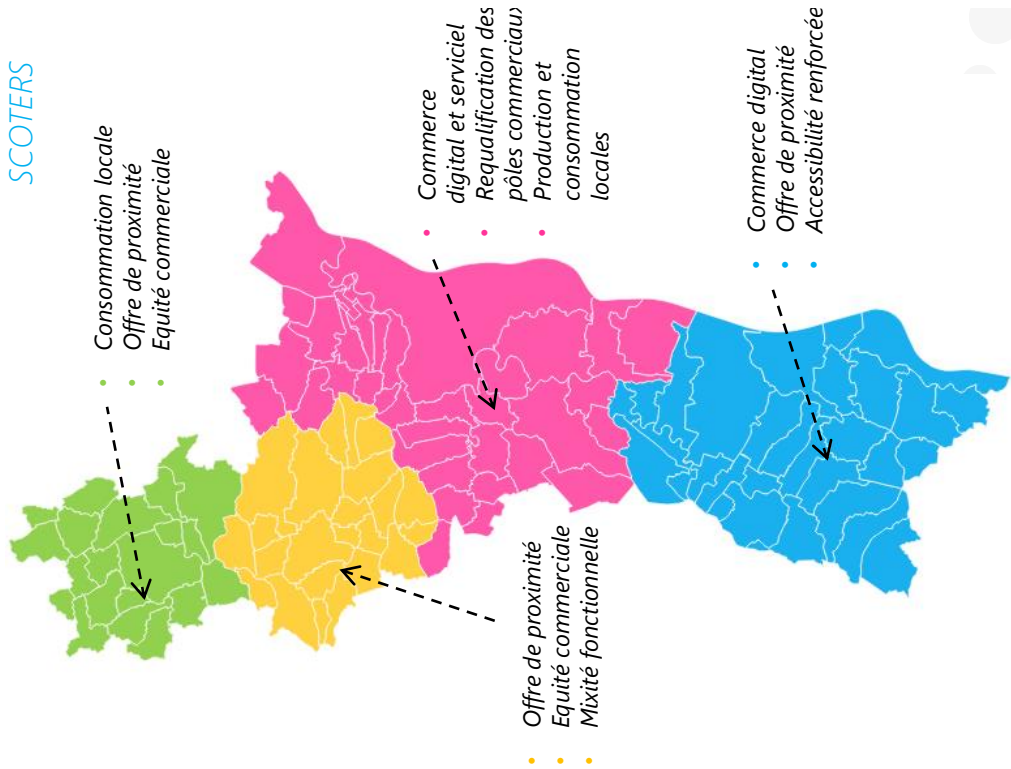 SCOTERS
• Consommation locale
• Offre de proximité
• Equité commerciale
• Commerce
digital et serviciel
• Requalification des
pôles commerciaux
• Production et
consommation
locales
• Offre de proximité
• Equité commerciale
• Mixité fonctionnelle
• Commerce digital
• Offre de proximité
• Accessibilité renforcée